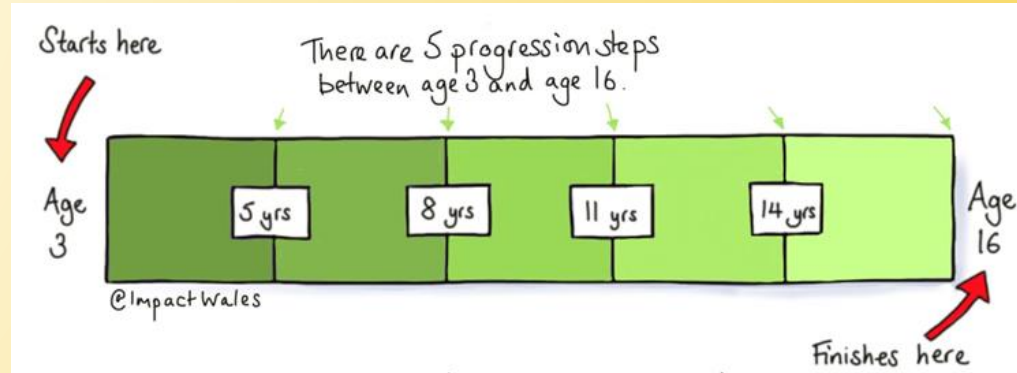 Starts here
There are 5 progression steps
between age 3 and age 16.
Age
3
5 yrs
8 yrs
11 yrs
14 yrs
Age
16
@ImpactWales
Finishes here